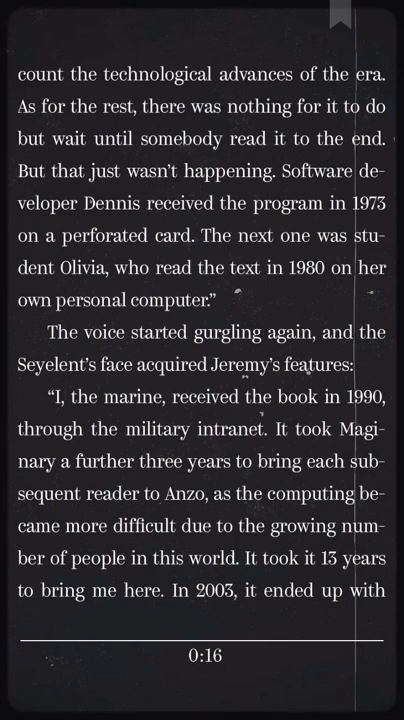 count the technological advances of the era.
As for the rest, there was nothing for it to do
but wait until somebody read it to the end.
But that just wasn’t happening. Software de-
veloper Dennis received the program in 1973
on a perforated card. The next one was stu-
dent Olivia, who read the text in 1980 on her
own personal computer.”
The voice started gurgling again, and the
Seyelent’s face acquired Jeremy’s features:
“I, the marine, received the book in 1990,
through the military intranet. It took Magi-
nary a further three years to bring each sub-
sequent reader to Anzo, as the computing be-
came more difficult due to the growing num-
ber of people in this world. It took it 13 years
to bring me here. In 2003, it ended up with
0:16